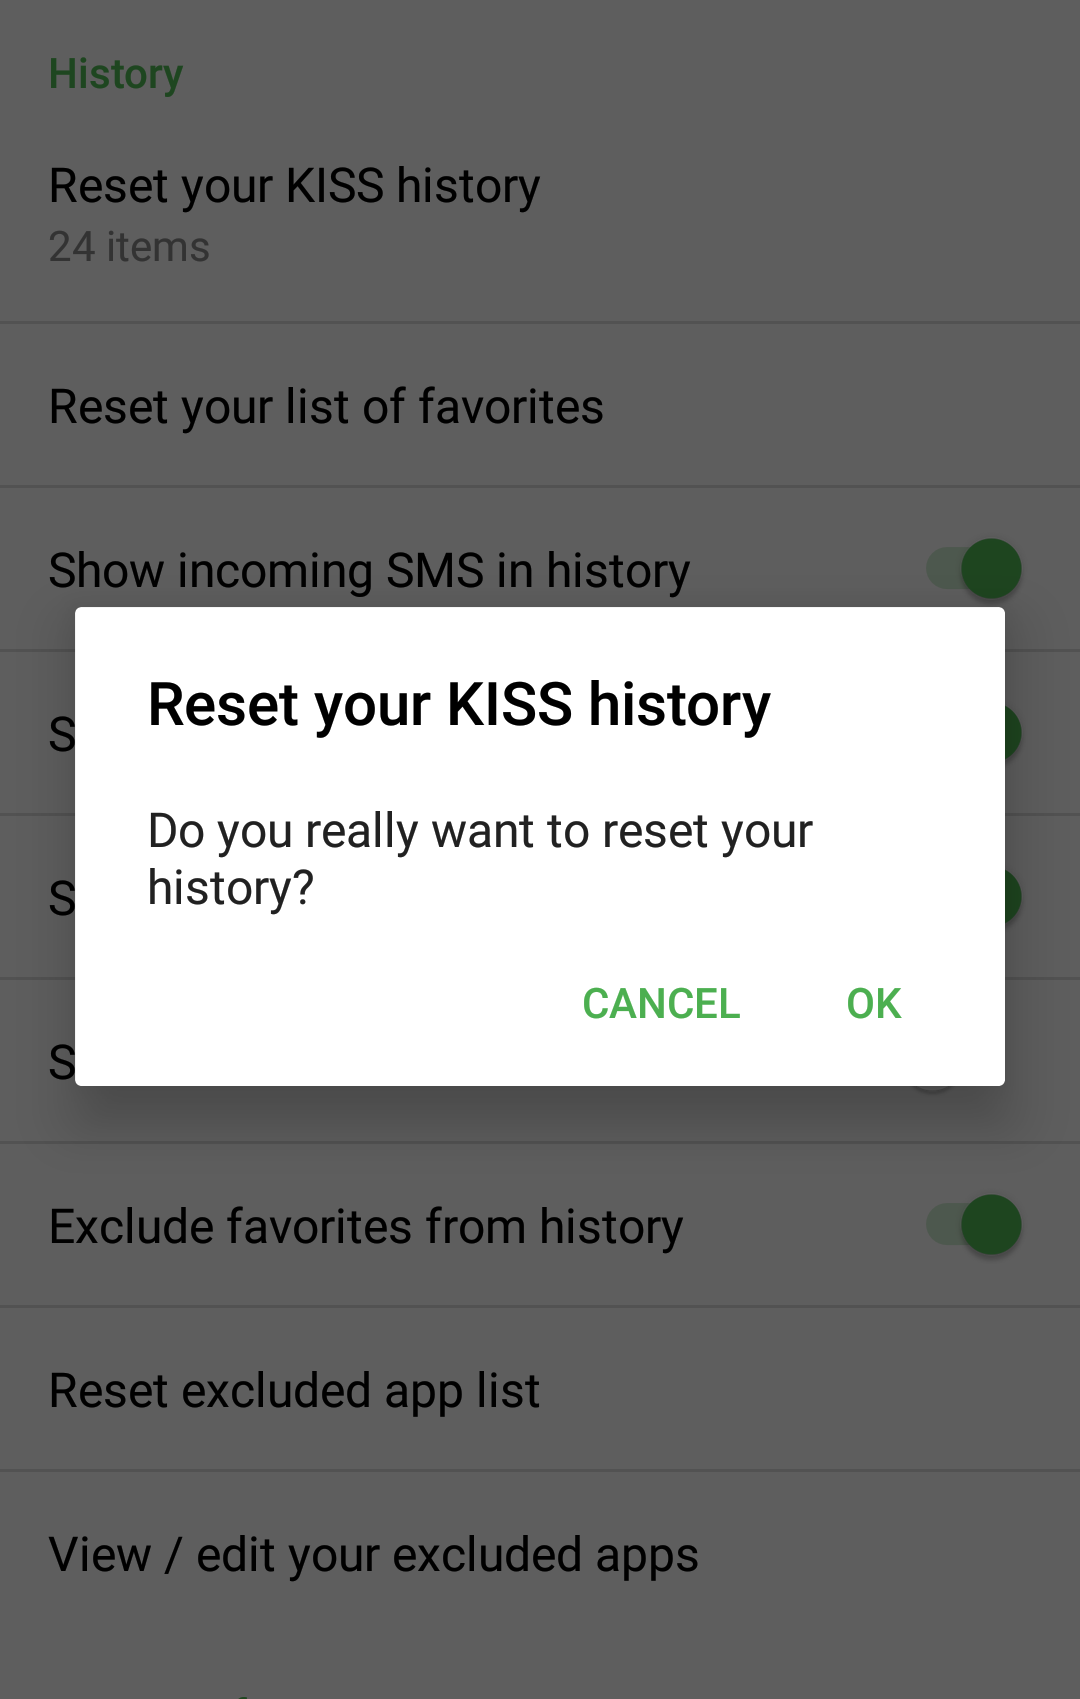 History
Reset your KISS history
24 items
Reset your list of favorites
Show incoming SMS in history
Reset your KISS history
Do you really want to reset your
history?
CANCEL
OK
Exclude favorites from history
Reset excluded app list
View / edit your excluded apps